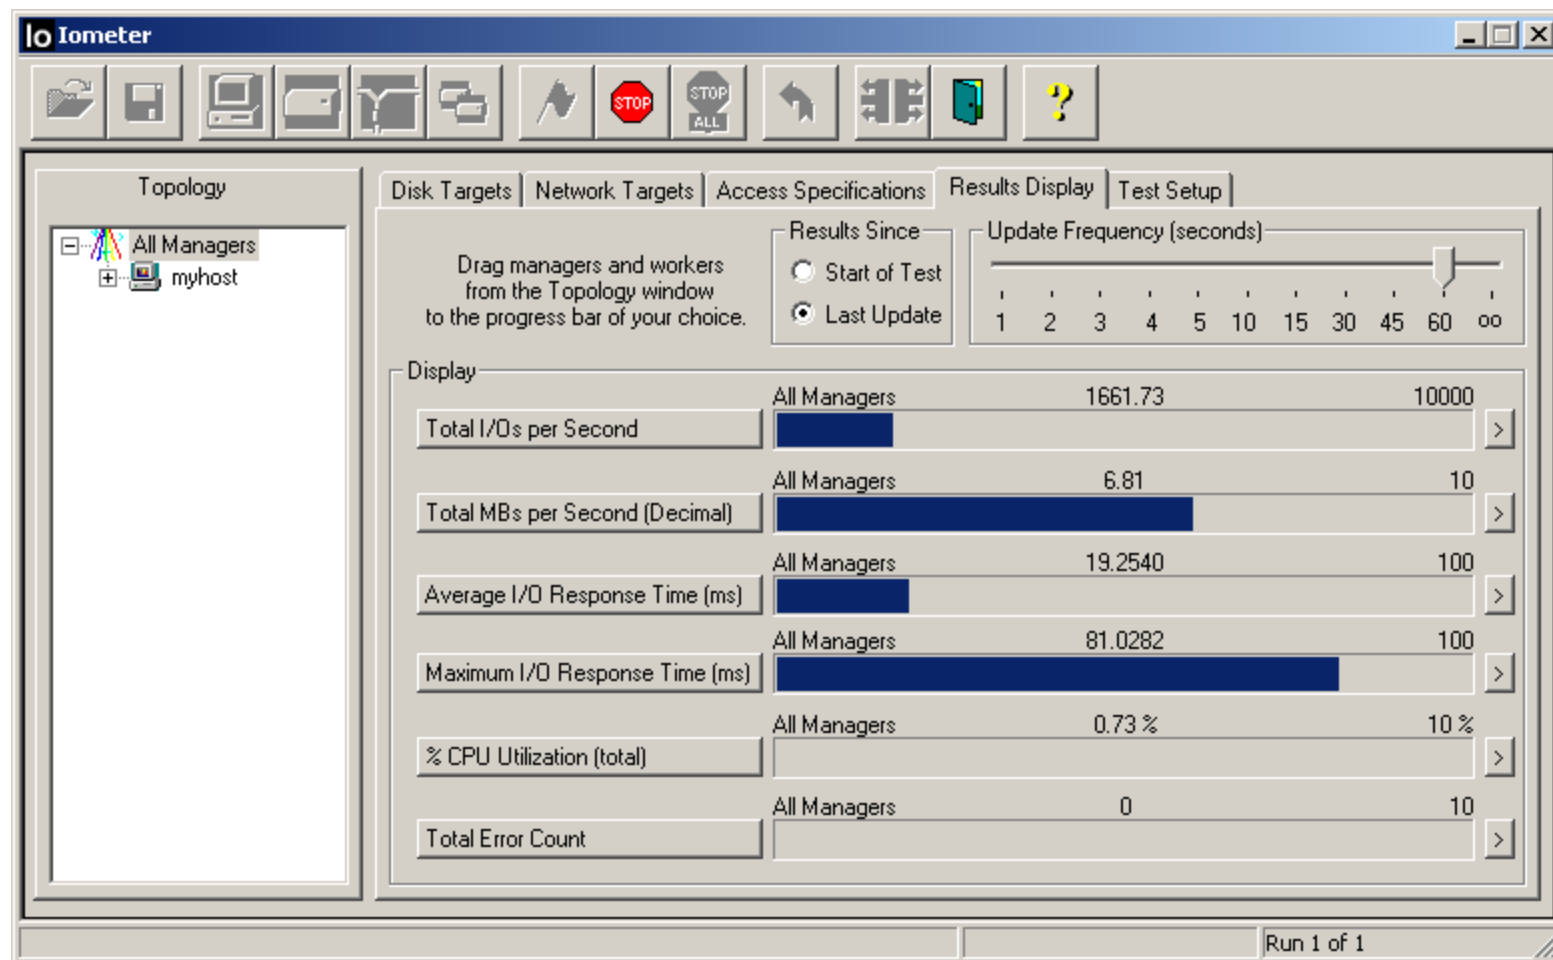 Io Iometer
STOP
STOP
ALL
?
Topology
All Managers
myhost
Disk Targets
Network Targets
Access Specifications
Results Display
Test Setup
Drag managers and workers
from the Topology window
to the progress bar of your choice.
Results Since
Start of Test
Last Update
Update Frequency (seconds)
1 2 3 4 5 10 15 30 45 60 oo
Display
All Managers 1661.73 10000
Total I/Os per Second >
All Managers 6.81 10
Total MBs per Second (Decimal) >
All Managers 19.2540 100
Average I/O Response Time (ms) >
All Managers 81.0282 100
Maximum I/O Response Time (ms) >
All Managers 0.73 % 10 %
% CPU Utilization (total) >
All Managers 0 10
Total Error Count >
Run 1 of 1